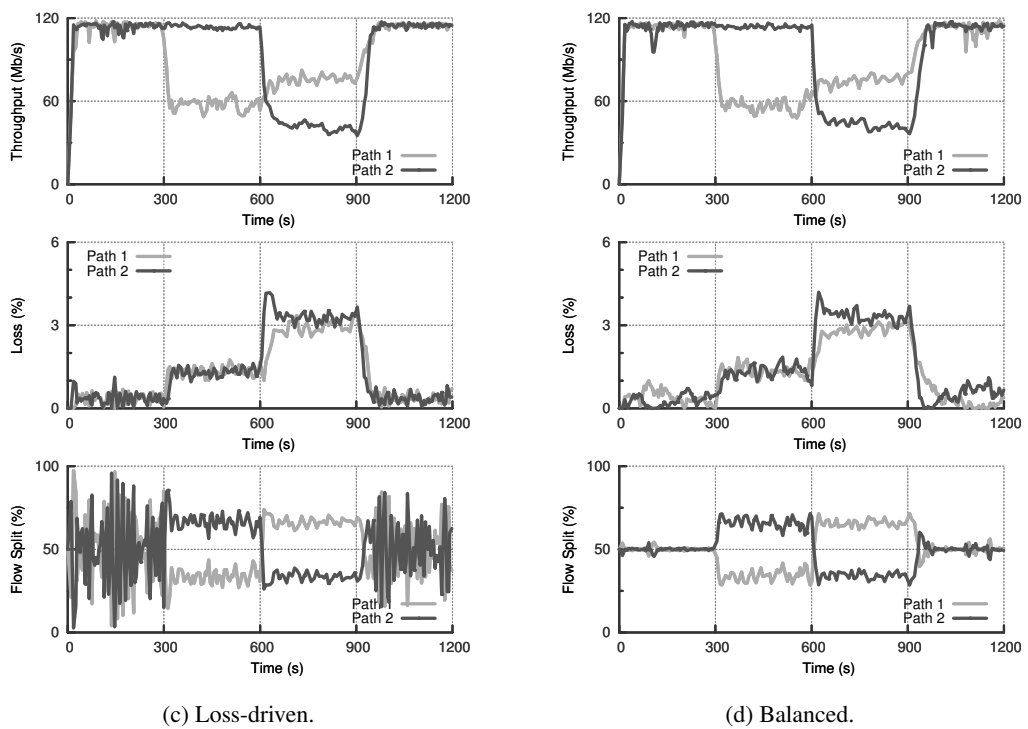 120
60
0
Throughput (Mb/s)
Path 1
Path 2
0 300 600 900 1200
Time (s)
6
3
0
Loss (%)
Path 1
Path 2
0 300 600 900 1200
Time (s)
100
50
0
Flow Split (%)
Path 1
Path 2
0 300 600 900 1200
Time (s)
(c) Loss-driven.
120
60
0
Throughput (Mb/s)
Path 1
Path 2
0 300 600 900 1200
Time (s)
6
3
0
Loss (%)
Path 1
Path 2
0 300 600 900 1200
Time (s)
100
50
0
Flow Split (%)
Path 1
Path 2
0 300 600 900 1200
Time (s)
(d) Balanced.